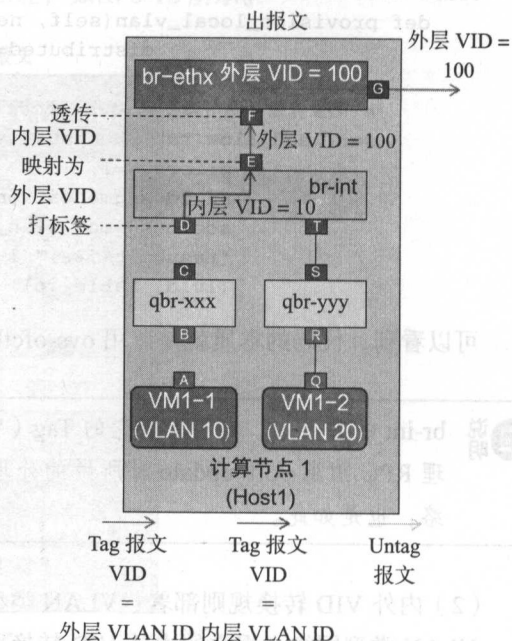 出报文
外层 VID =
100
br-ethx 外层 VID = 100
G
F
透传
内层 VID
映射为
外层 VID
打标签
外层 VID = 100
E
br-int
内层 VID = 10
D
T
C
S
qbr-xxx
qbr-yyy
B
R
A
Q
VM1-1
(VLAN 10)
VM1-2
(VLAN 20)
计算节点 1
(Host1)
Tag 报文
VID
=
外层 VLAN ID
Tag 报文
VID
=
内层 VLAN ID
Untag
报文